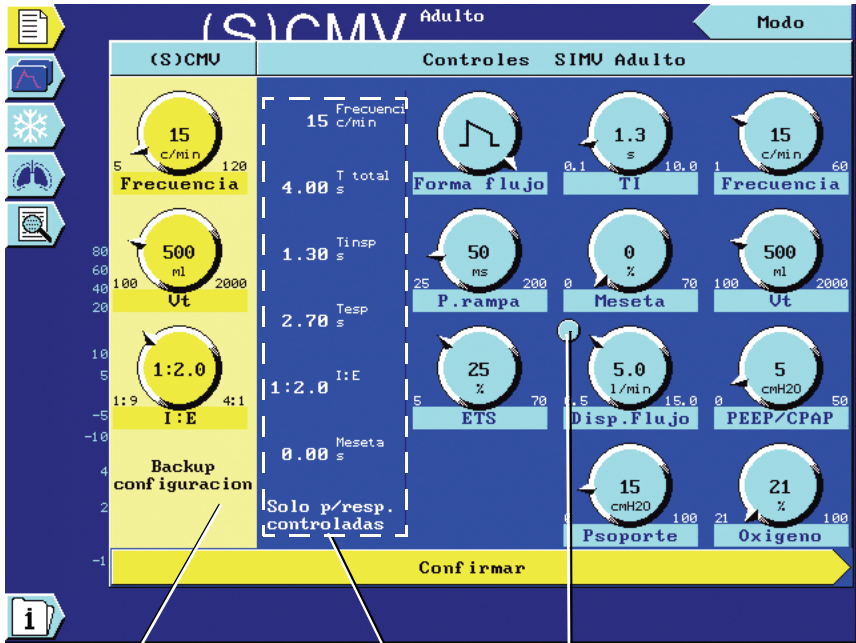 (S)CMV Adulto
Modo
(S)CMV
Controles SIMV Adulto
15
c/min
5 120
Frecuencia
500
ml
100 2000
Vt
1:2.0
1:9 4:1
I:E
Backup
configuracion
15 Frecuenci
c/min
4.00 T total
s
1.30 Tinsp
s
2.70 Tesp
s
1:2.0 I:E
0.00 Meseta
s
Solo p/resp.
controladas
Forma flujo
1.3
s
0.1 10.0
TI
15
c/min
1 60
Frecuencia
50
ms
25 200
P.rampa
0
%
0 70
Meseta
500
ml
100 2000
Vt
25
%
5 70
ETS
5.0
l/min
.5 15.0
Disp.Flujo
5
cmH2O
0 50
PEEP/CPAP
15
cmH2O
0 100
Psoporte
21
%
21 100
Oxigeno
80
60
40
20
10
5
-5
-10
4
2
-1
Confirmar
i